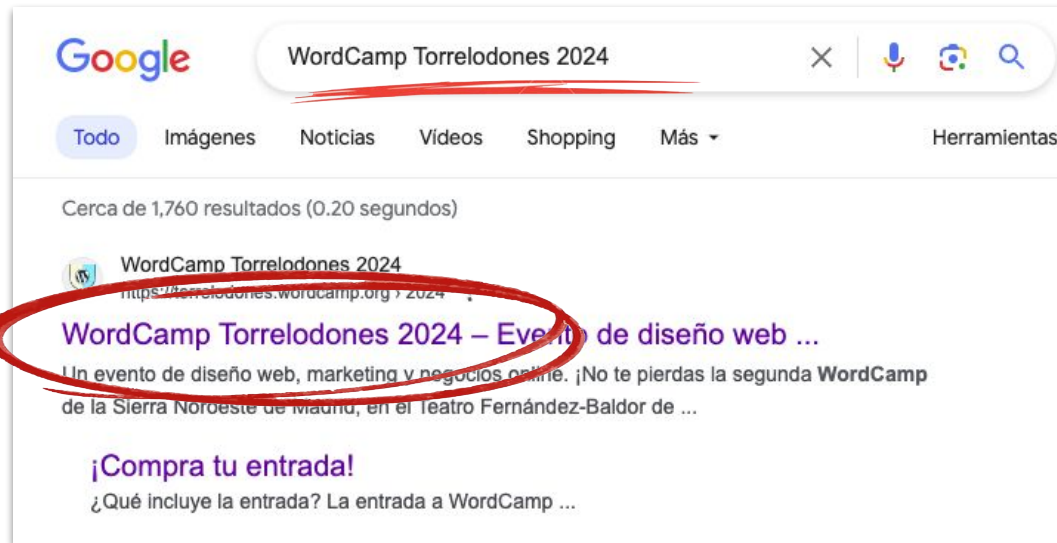 Google
WordCamp Torrelodones 2024
Todo Imágenes Noticias Vídeos Shopping Más Herramientas
Cerca de 1,760 resultados (0.20 segundos)
WordCamp Torrelodones 2024
https://torrelodones.wordcamp.org › 2024
WordCamp Torrelodones 2024 – Evento de diseño web ...
Un evento de diseño web, marketing y negocios online. ¡No te pierdas la segunda WordCamp
de la Sierra Noroeste de Madrid, en el Teatro Fernández-Baldor de ...
¡Compra tu entrada!
¿Qué incluye la entrada? La entrada a WordCamp ...